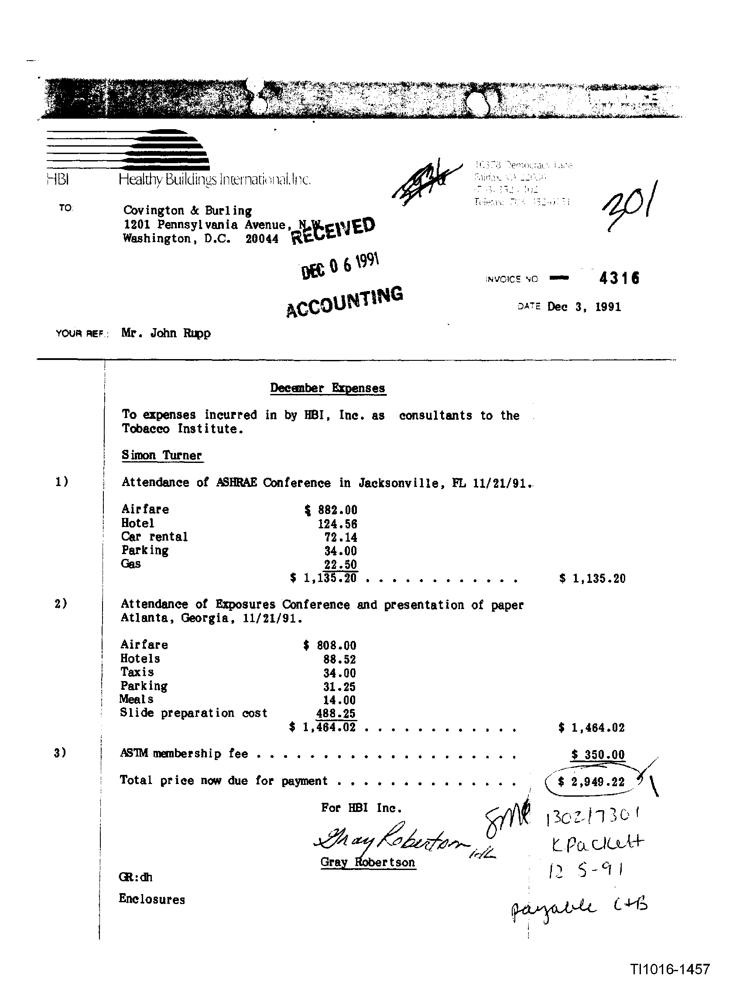 HBI Healthy Buildings International, Inc.
10378 Democracy Lane
Fairfax, VA 22030
201
TO: Covington & Burling
1201 Pennsylvania Avenue, N.W.
Washington, D.C. 20044
RECEIVED
DEC 06 1991
ACCOUNTING
INVOICE NO — 4316
DATE Dec 3, 1991
YOUR REF.: Mr. John Rupp
December Expenses
To expenses incurred in by HBI, Inc. as consultants to the
Tobacco Institute.
Simon Turner
1) Attendance of ASHRAE Conference in Jacksonville, FL 11/21/91.
Airfare $ 882.00
Hotel 124.56
Car rental 72.14
Parking 34.00
Gas 22.50
$ 1,135.20 . . . . . . . . . . . . $ 1,135.20
2) Attendance of Exposures Conference and presentation of paper
Atlanta, Georgia, 11/21/91.
Airfare $ 808.00
Hotels 88.52
Taxis 34.00
Parking 31.25
Meals 14.00
Slide preparation cost 488.25
$ 1,464.02 . . . . . . . . . . . . $ 1,464.02
3) ASTM membership fee . . . . . . . . . . . . . . . . . . . . $ 350.00
Total price now due for payment . . . . . . . . . . . . . . $ 2,949.22
For HBI Inc.
Gray Robertson
Gray Robertson
130217301
K Packett
12 5-91
GR:dh
Enclosures
payable C+B
TI1016-1457